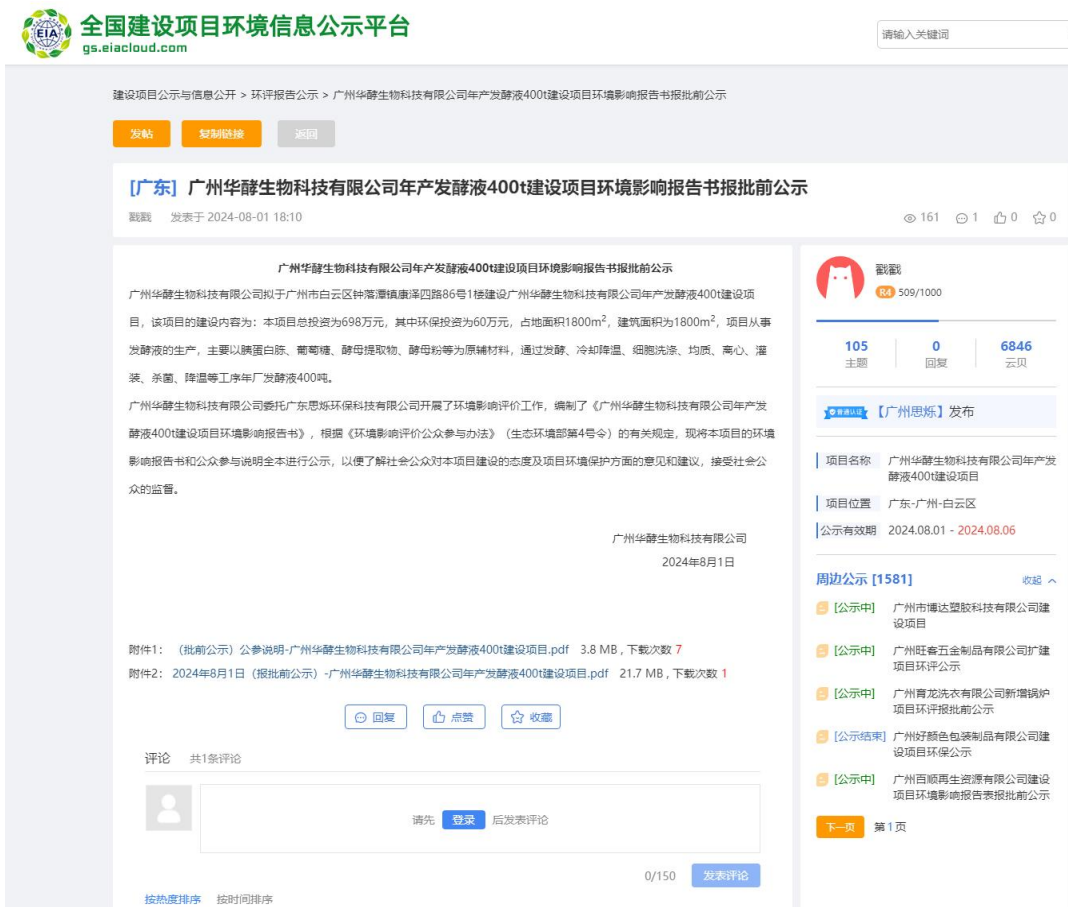 EIA
全国建设项目环境信息公示平台
gs.eiacloud.com
请输入关键词
建设项目公示与信息公开 > 环评报告公示 > 广州华酵生物科技有限公司年产发酵液400t建设项目环境影响报告书报批前公示
发帖 复制链接 返回
[广东] 广州华酵生物科技有限公司年产发酵液400t建设项目环境影响报告书报批前公示
戳戳 发表于 2024-08-01 18:10
161 1 0 0
广州华酵生物科技有限公司年产发酵液400t建设项目环境影响报告书报批前公示
广州华酵生物科技有限公司拟于广州市白云区钟落潭镇康泽四路86号1楼建设广州华酵生物科技有限公司年产发酵液400t建设项
目，该项目的建设内容为：本项目总投资为698万元，其中环保投资为60万元，占地面积1800m²，建筑面积为1800m²，项目从事
发酵液的生产，主要以胰蛋白胨、葡萄糖、酵母提取物、酵母粉等为原辅材料，通过发酵、冷却降温、细胞洗涤、均质、离心、灌
装、杀菌、降温等工序年厂发酵液400吨。
广州华酵生物科技有限公司委托广东思烁环保科技有限公司开展了环境影响评价工作，编制了《广州华酵生物科技有限公司年产发
酵液400t建设项目环境影响报告书》，根据《环境影响评价公众参与办法》（生态环境部第4号令）的有关规定，现将本项目的环境
影响报告书和公众参与说明全本进行公示，以便了解社会公众对本项目建设的态度及项目环境保护方面的意见和建议，接受社会公
众的监督。
广州华酵生物科技有限公司
2024年8月1日
附件1： （批前公示）公参说明-广州华酵生物科技有限公司年产发酵液400t建设项目.pdf 3.8 MB , 下载次数 7
附件2： 2024年8月1日（报批前公示）-广州华酵生物科技有限公司年产发酵液400t建设项目.pdf 21.7 MB , 下载次数 1
回复 点赞 收藏
评论 共1条评论
请先 登录 后发表评论
0/150 发表评论
按热度排序 按时间排序
戳戳
R4 509/1000
105 0 6846
主题 回复 云贝
普通认证 【广州思烁】发布
项目名称 广州华酵生物科技有限公司年产发
酵液400t建设项目
项目位置 广东-广州-白云区
公示有效期 2024.08.01 - 2024.08.06
周边公示 [1581] 收起
[公示中] 广州市博达塑胶科技有限公司建
设项目
[公示中] 广州旺客五金制品有限公司扩建
项目环评公示
[公示中] 广州育龙洗衣有限公司新增锅炉
项目环评报批前公示
[公示结束] 广州好颜色包装制品有限公司建
设项目环保公示
[公示中] 广州百顺再生资源有限公司建设
项目环境影响报告表报批前公示
下一页 第1页